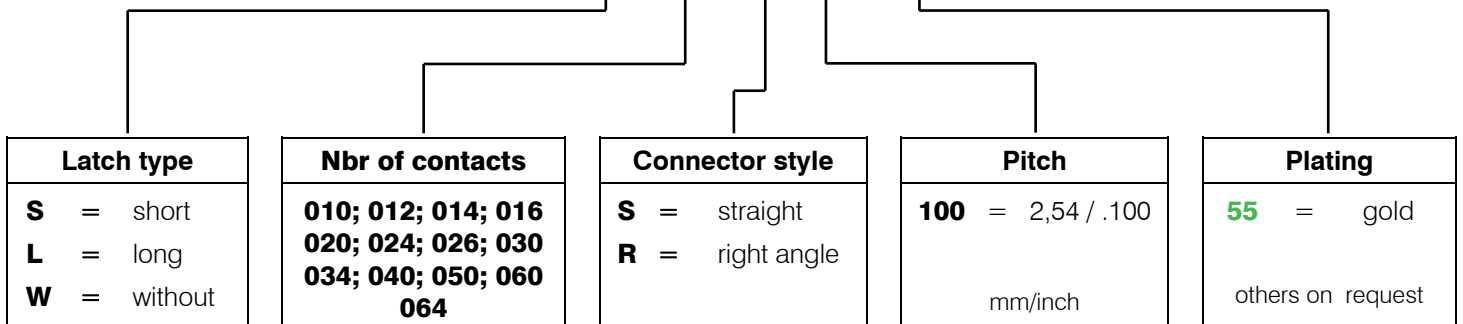 Latch type
S = short
L = long
W = without
Nbr of contacts
010; 012; 014; 016
020; 024; 026; 030
034; 040; 050; 060
064
Connector style
S = straight
R = right angle
Pitch
100 = 2,54 / .100
mm/inch
Plating
55 = gold
others on request